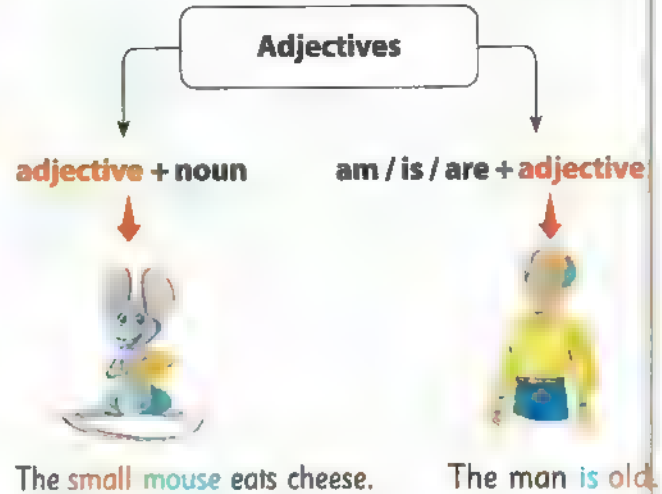 Adjectives
adjective + noun
am / is / are + adjective
The small mouse eats cheese.
The man is old.